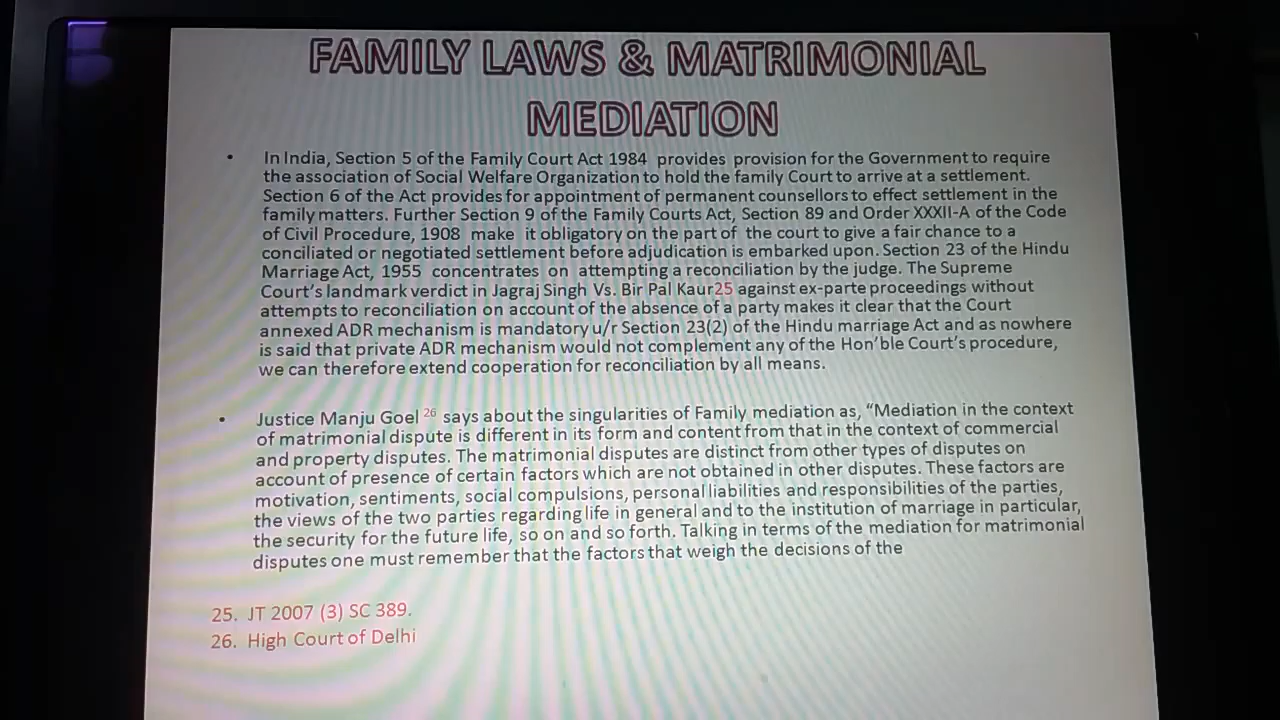 FAMILY LAWS & MATRIMONIAL
MEDIATION
• In India, Section 5 of the Family Court Act 1984 provides provision for the Government to require
the association of Social Welfare Organization to hold the family Court to arrive at a settlement.
Section 6 of the Act provides for appointment of permanent counsellors to effect settlement in the
family matters. Further Section 9 of the Family Courts Act, Section 89 and Order XXXII-A of the Code
of Civil Procedure, 1908 make it obligatory on the part of the court to give a fair chance to a
conciliated or negotiated settlement before adjudication is embarked upon. Section 23 of the Hindu
Marriage Act, 1955 concentrates on attempting a reconciliation by the judge. The Supreme
Court's landmark verdict in Jagraj Singh Vs. Bir Pal Kaur25 against ex-parte proceedings without
attempts to reconciliation on account of the absence of a party makes it clear that the Court
annexed ADR mechanism is mandatory u/r Section 23(2) of the Hindu marriage Act and as nowhere
is said that private ADR mechanism would not complement any of the Hon'ble Court's procedure,
we can therefore extend cooperation for reconciliation by all means.
• Justice Manju Goel 26 says about the singularities of Family mediation as, “Mediation in the context
of matrimonial dispute is different in its form and content from that in the context of commercial
and property disputes. The matrimonial disputes are distinct from other types of disputes on
account of presence of certain factors which are not obtained in other disputes. These factors are
motivation, sentiments, social compulsions, personal liabilities and responsibilities of the parties,
the views of the two parties regarding life in general and to the institution of marriage in particular,
the security for the future life, so on and so forth. Talking in terms of the mediation for matrimonial
disputes one must remember that the factors that weigh the decisions of the
25. JT 2007 (3) SC 389.
26. High Court of Delhi